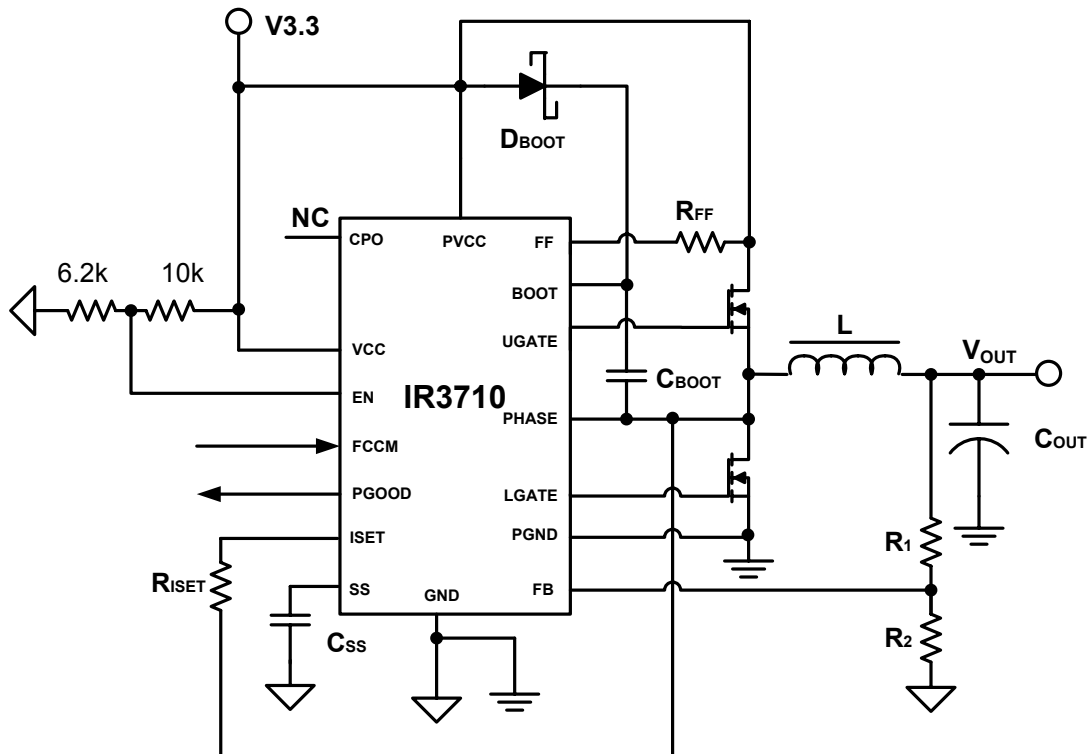 V3.3
DBOOT
NC
CPO
PVCC
FF
RFF
6.2k
10k
BOOT
UGATE
L
VOUT
VCC
CBOOT
EN
IR3710
PHASE
COUT
FCCM
PGOOD
LGATE
ISET
PGND
R1
RISET
SS
GND
FB
CSS
R2